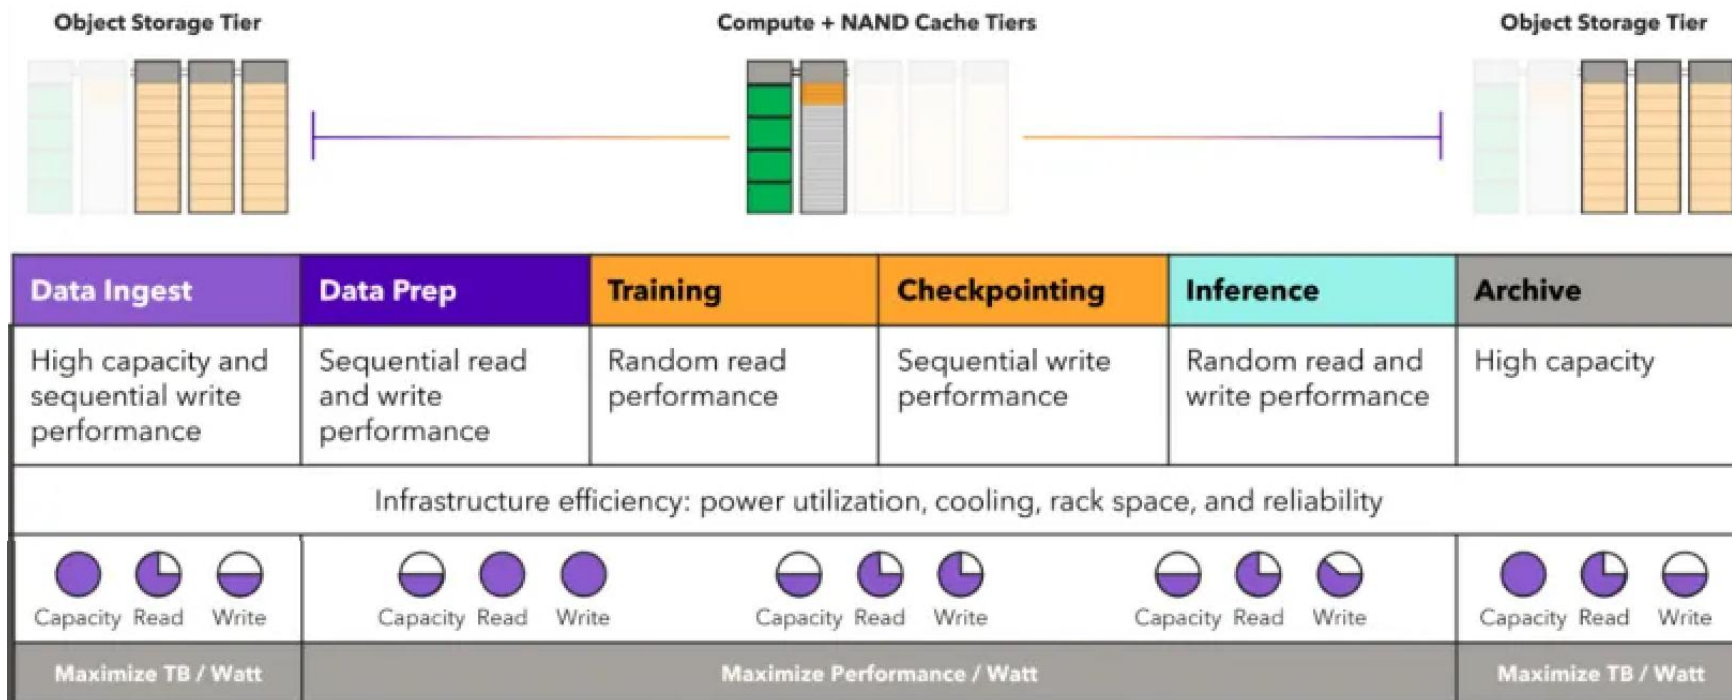 Object Storage Tier
Compute + NAND Cache Tiers
Object Storage Tier
Data Ingest
Data Prep
Training
Checkpointing
Inference
Archive
High capacity and
sequential write
performance
Sequential read
and write
performance
Random read
performance
Sequential write
performance
Random read and
write performance
High capacity
Infrastructure efficiency: power utilization, cooling, rack space, and reliability
Capacity Read Write
Capacity Read Write
Capacity Read Write
Capacity Read Write
Capacity Read Write
Maximize TB / Watt
Maximize Performance / Watt
Maximize TB / Watt